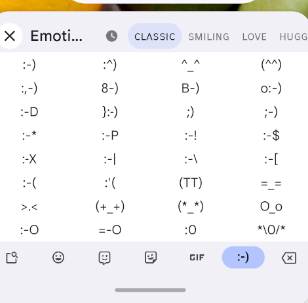 Emoti...
CLASSIC SMILING LOVE HUGG
:-) :^) ^_^ (^^)
:,-) 8-) B-) o:-)
:-D }:-) ;) ;-)
:-* :-P :-! :-$
:-X :-| :-\ :-[
:-( :'( (TT) =_=
>.< (+_+) (*_*) O_o
:-O =-O :O *\0/*
GIF :-)